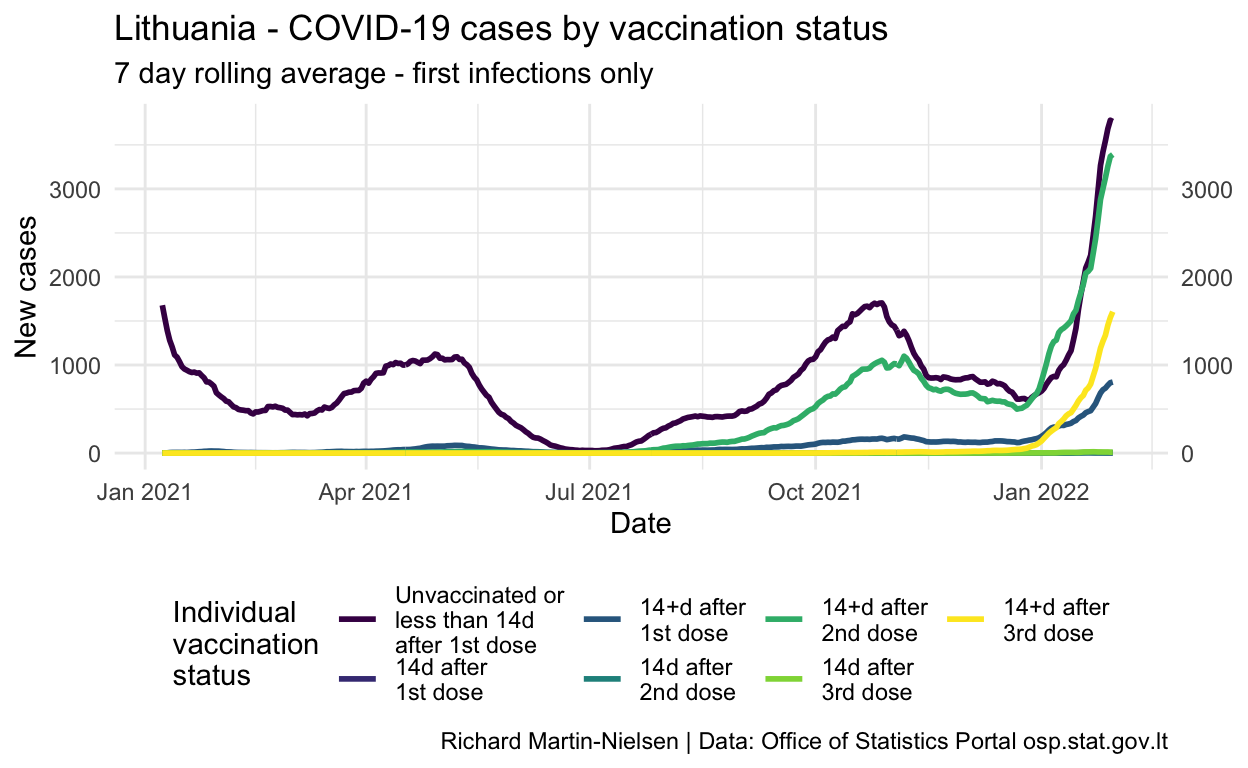 Lithuania - COVID-19 cases by vaccination status
7 day rolling average - first infections only
New cases
3000
2000
1000
0
3000
2000
1000
0
Jan 2021
Apr 2021
Jul 2021
Oct 2021
Jan 2022
Date
Individual
vaccination
status
Unvaccinated or
less than 14d
after 1st dose
14d after
1st dose
14+d after
1st dose
14d after
2nd dose
14+d after
2nd dose
14d after
3rd dose
14+d after
3rd dose
Richard Martin-Nielsen | Data: Office of Statistics Portal osp.stat.gov.lt